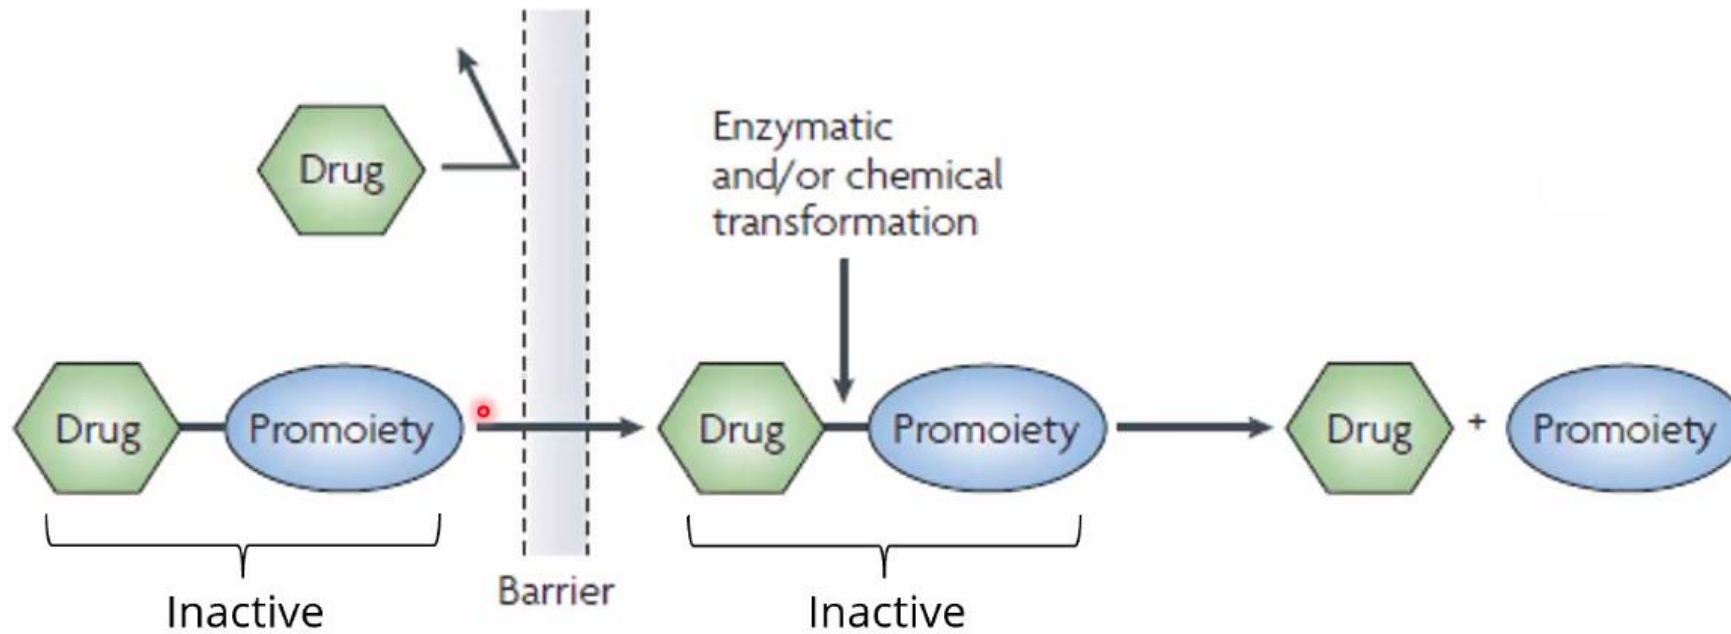 Drug
Enzymatic
and/or chemical
transformation
Drug
Promoiety
Drug
Promoiety
Drug
+
Promoiety
Inactive
Barrier
Inactive